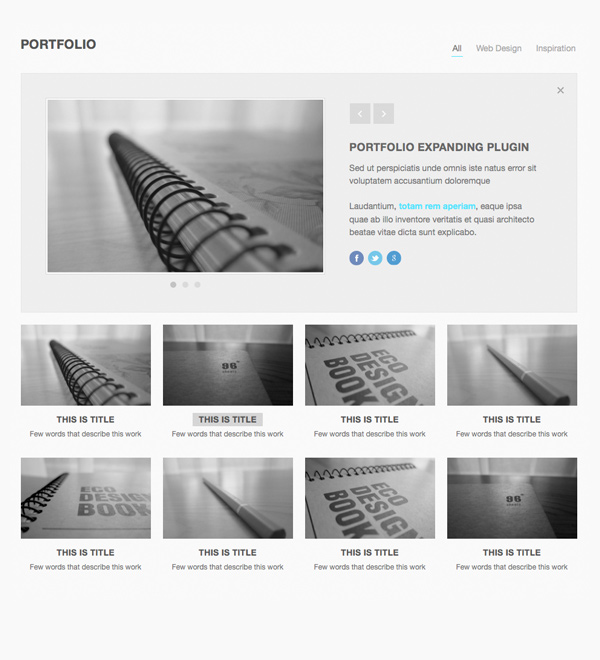 PORTFOLIO
All Web Design Inspiration
PORTFOLIO EXPANDING PLUGIN
Sed ut perspiciatis unde omnis iste natus error sit
voluptatem accusantium doloremque
Laudantium, totam rem aperiam, eaque ipsa
quae ab illo inventore veritatis et quasi architecto
beatae vitae dicta sunt explicabo.
f
g
86
ECO
DESIGN
BOOK
THIS IS TITLE THIS IS TITLE THIS IS TITLE THIS IS TITLE
Few words that describe this work Few words that describe this work Few words that describe this work Few words that describe this work
ECO
DESIGN
BOOK
ECO
DESIGN
BOOK
86
THIS IS TITLE THIS IS TITLE THIS IS TITLE THIS IS TITLE
Few words that describe this work Few words that describe this work Few words that describe this work Few words that describe this work